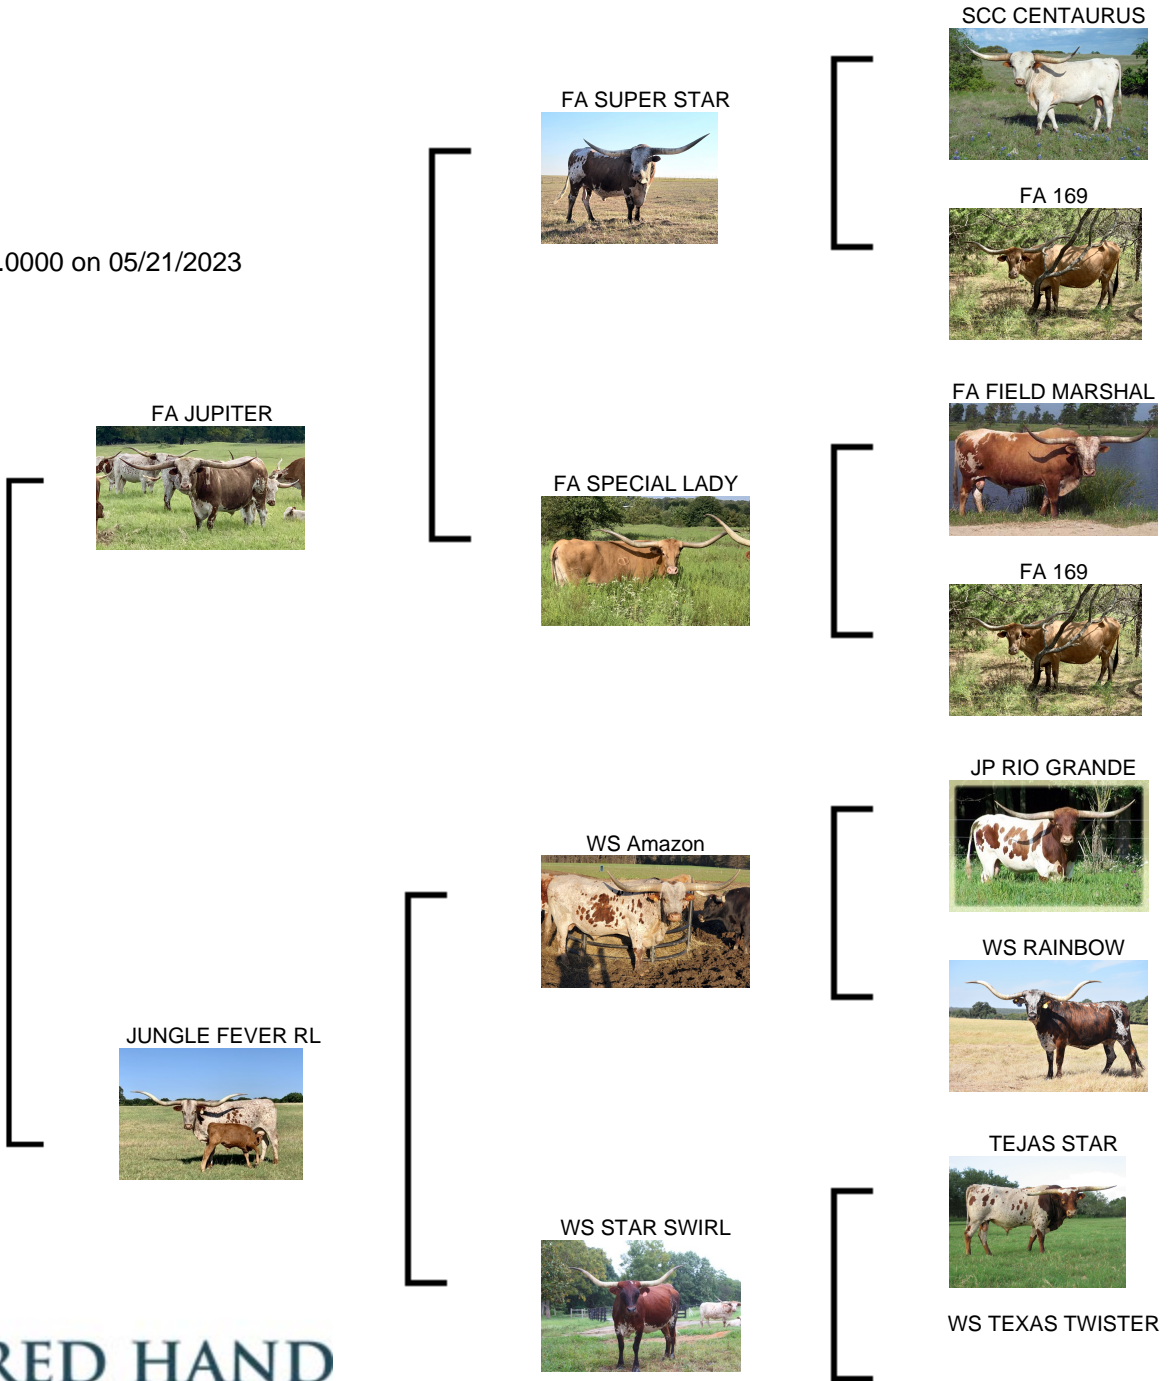 SCC CENTAURUS
FA SUPER STAR
FA 169
.0000 on 05/21/2023
FA FIELD MARSHAL
FA JUPITER
FA SPECIAL LADY
FA 169
JP RIO GRANDE
WS Amazon
WS RAINBOW
JUNGLE FEVER RL
TEJAS STAR
WS STAR SWIRL
WS TEXAS TWISTER
RED HAND